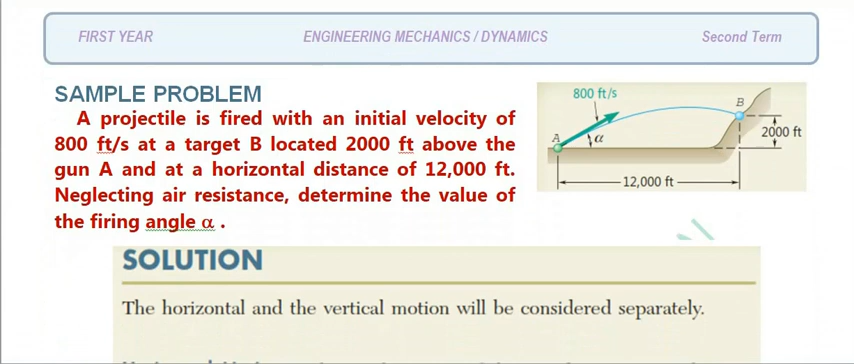 FIRST YEAR
ENGINEERING MECHANICS / DYNAMICS
Second Term
SAMPLE PROBLEM
A projectile is fired with an initial velocity of
800 ft/s at a target B located 2000 ft above the
gun A and at a horizontal distance of 12,000 ft.
Neglecting air resistance, determine the value of
the firing angle α .
800 ft/s
B
A
α
2000 ft
12,000 ft
SOLUTION
The horizontal and the vertical motion will be considered separately.